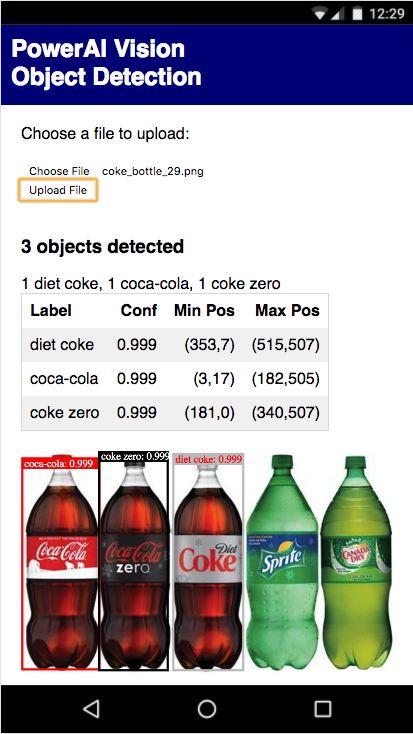 12:29
PowerAI Vision
Object Detection
Choose a file to upload:
Choose File coke_bottle_29.png
Upload File
3 objects detected
1 diet coke, 1 coca-cola, 1 coke zero
Label Conf Min Pos Max Pos
diet coke 0.999 (353,7) (515,507)
coca-cola 0.999 (3,17) (182,505)
coke zero 0.999 (181,0) (340,507)
coca-cola: 0.999 coke zero: 0.999 diet coke: 0.999
Coca-Cola
Coca-Cola
zero
Diet
Coke
Sprite
CANADA
DRY